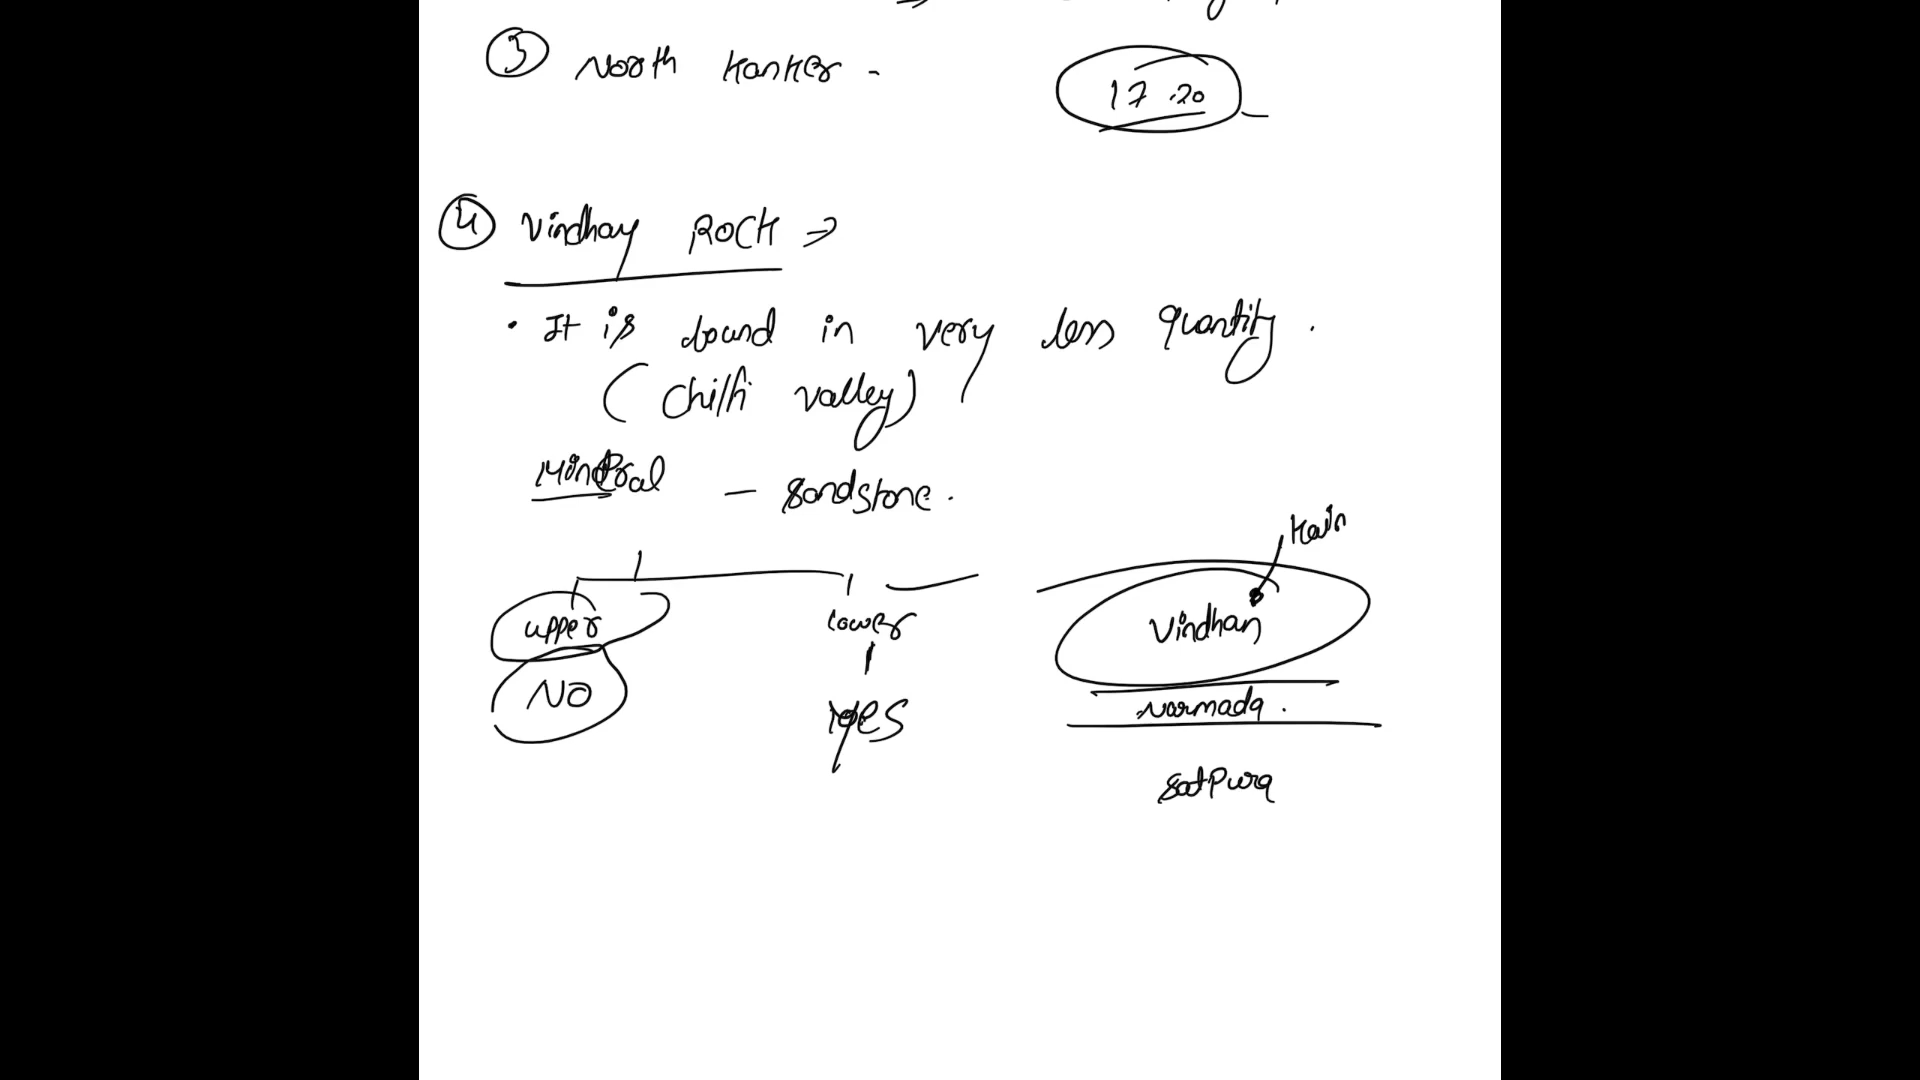 3 North Kanker -
17.20
4 Vindhay Rock ⇒
• It is found in very less quantity.
(Chilfi valley)
Mineral - sandstone.
Kain
upper
lower
Vindhan
NO
Yes
Narmada.
Satpura